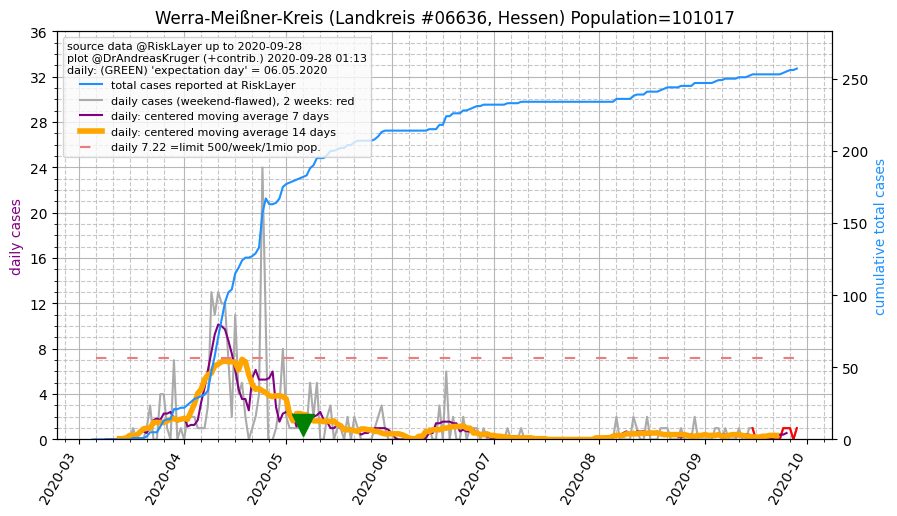 Werra-Meißner-Kreis (Landkreis #06636, Hessen) Population=101017
source data @RiskLayer up to 2020-09-28
plot @DrAndreasKruger (+contrib.) 2020-09-28 01:13
daily: (GREEN) 'expectation day' = 06.05.2020
total cases reported at RiskLayer
daily cases (weekend-flawed), 2 weeks: red
daily: centered moving average 7 days
daily: centered moving average 14 days
daily 7.22 =limit 500/week/1mio pop.
daily cases
36
32
28
24
20
16
12
8
4
0
cumulative total cases
250
200
150
100
50
0
2020-03
2020-04
2020-05
2020-06
2020-07
2020-08
2020-09
2020-10